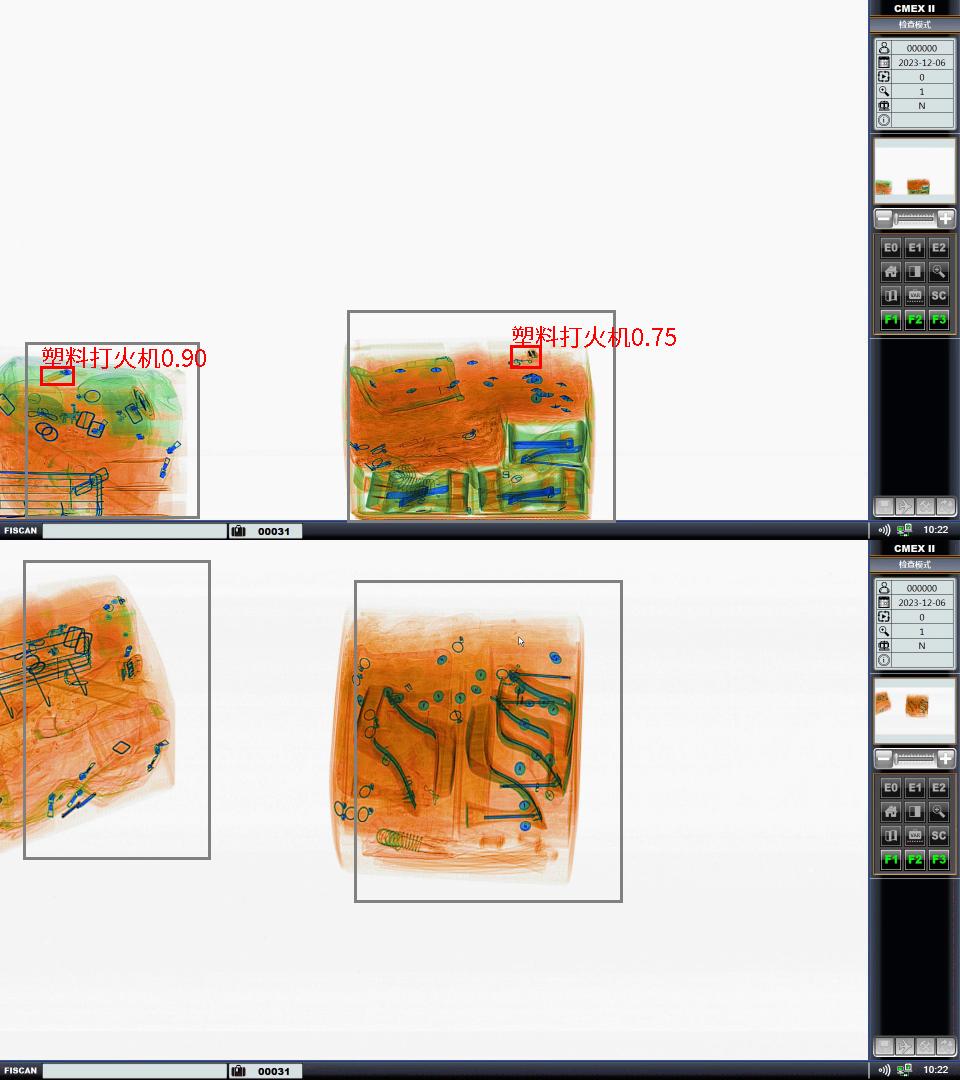 CMEX II
检查模式
000000
2023-12-06
0
1
N
E0 E1 E2
VAR SC
F1 F2 F3
塑料打火机0.75
塑料打火机0.90
FISCAN
00031
10:22
CMEX II
检查模式
000000
2023-12-06
0
1
N
E0 E1 E2
VAR SC
F1 F2 F3
FISCAN
00031
10:22